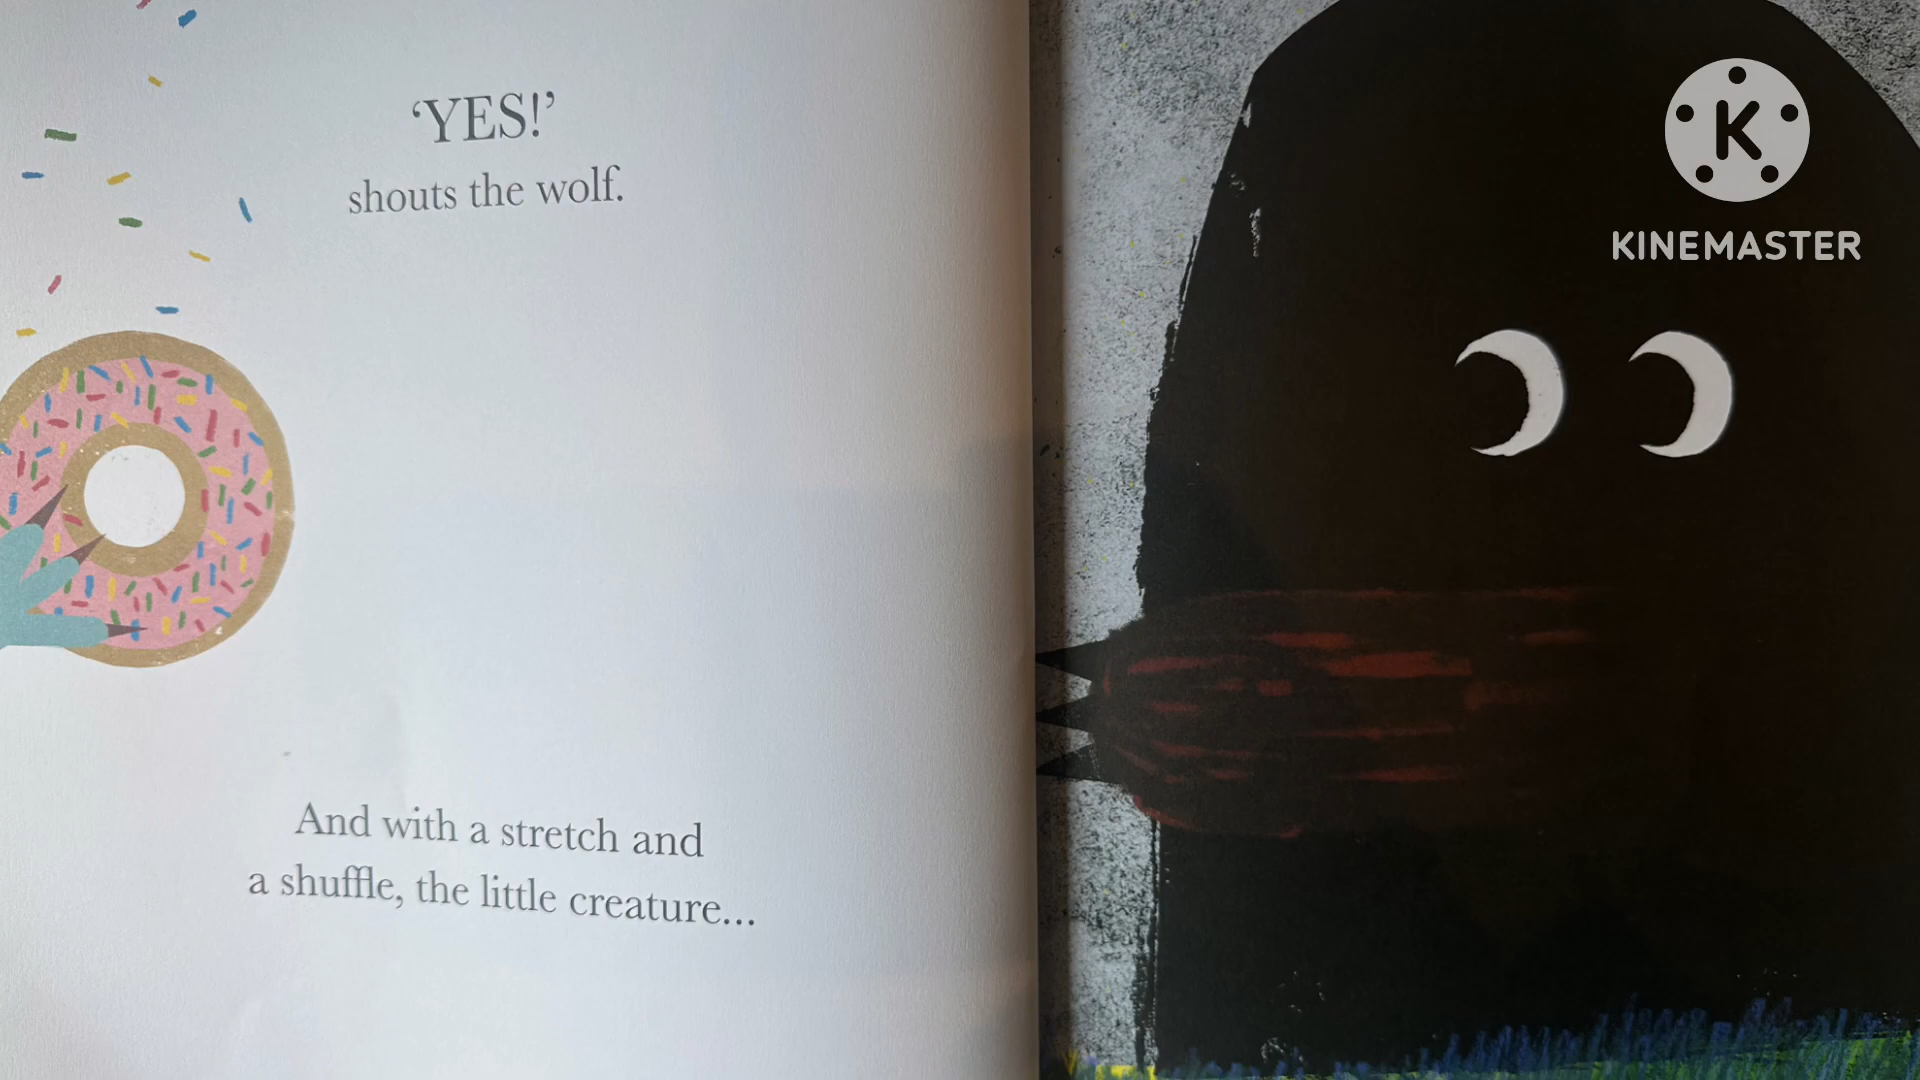 ‘YES!’
shouts the wolf.
And with a stretch and
a shuffle, the little creature...
K
KINEMASTER